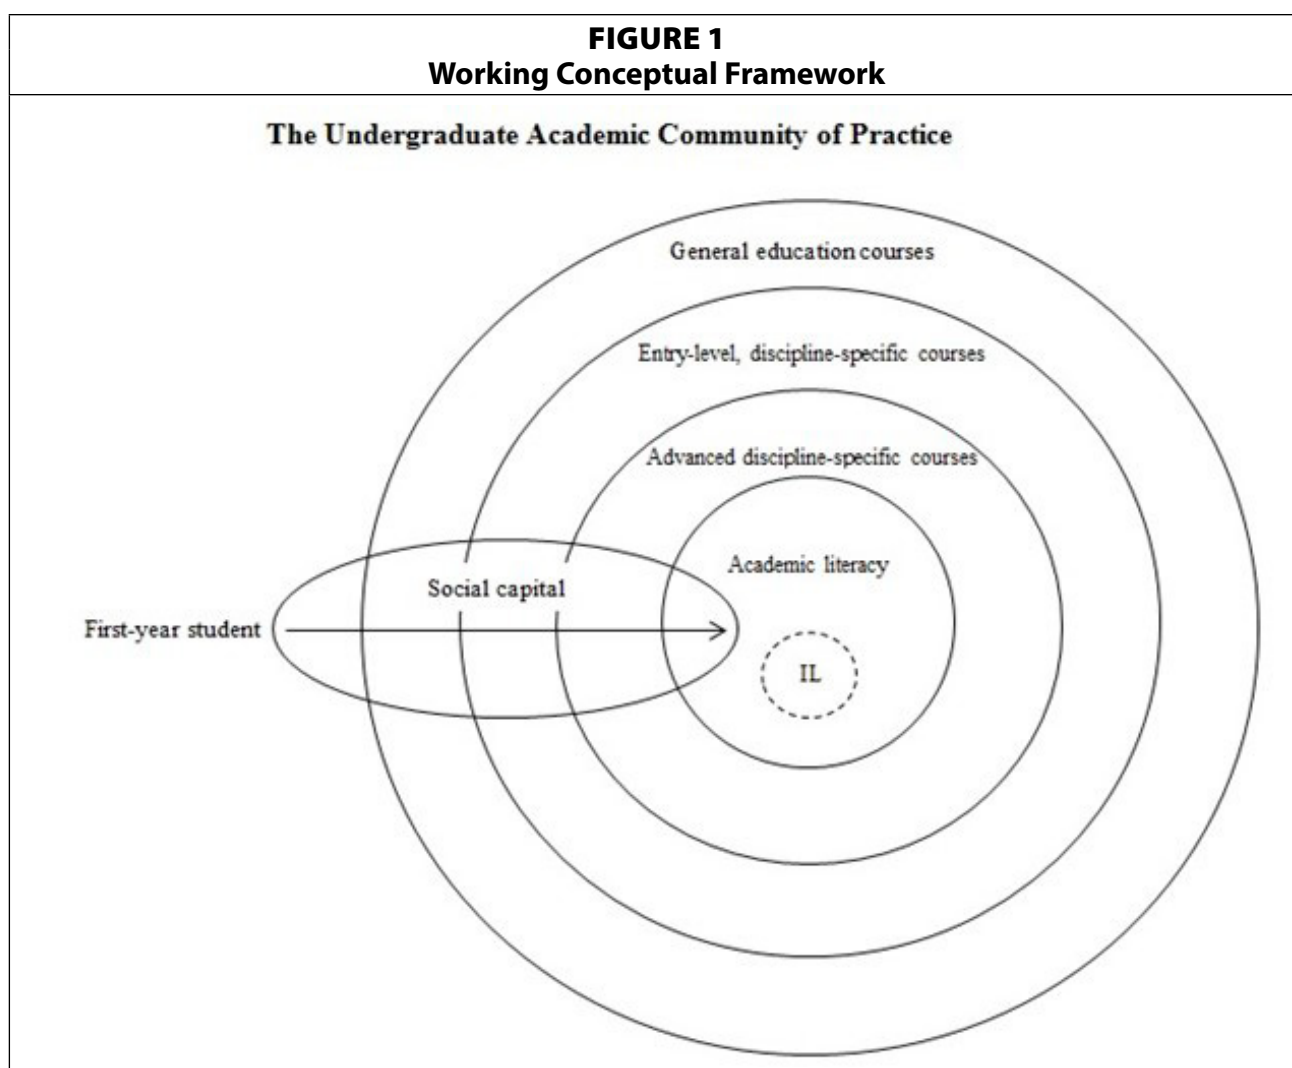 FIGURE 1
Working Conceptual Framework
The Undergraduate Academic Community of Practice
General education courses
Entry-level, discipline-specific courses
Advanced discipline-specific courses
Academic literacy
Social capital
First-year student
IL